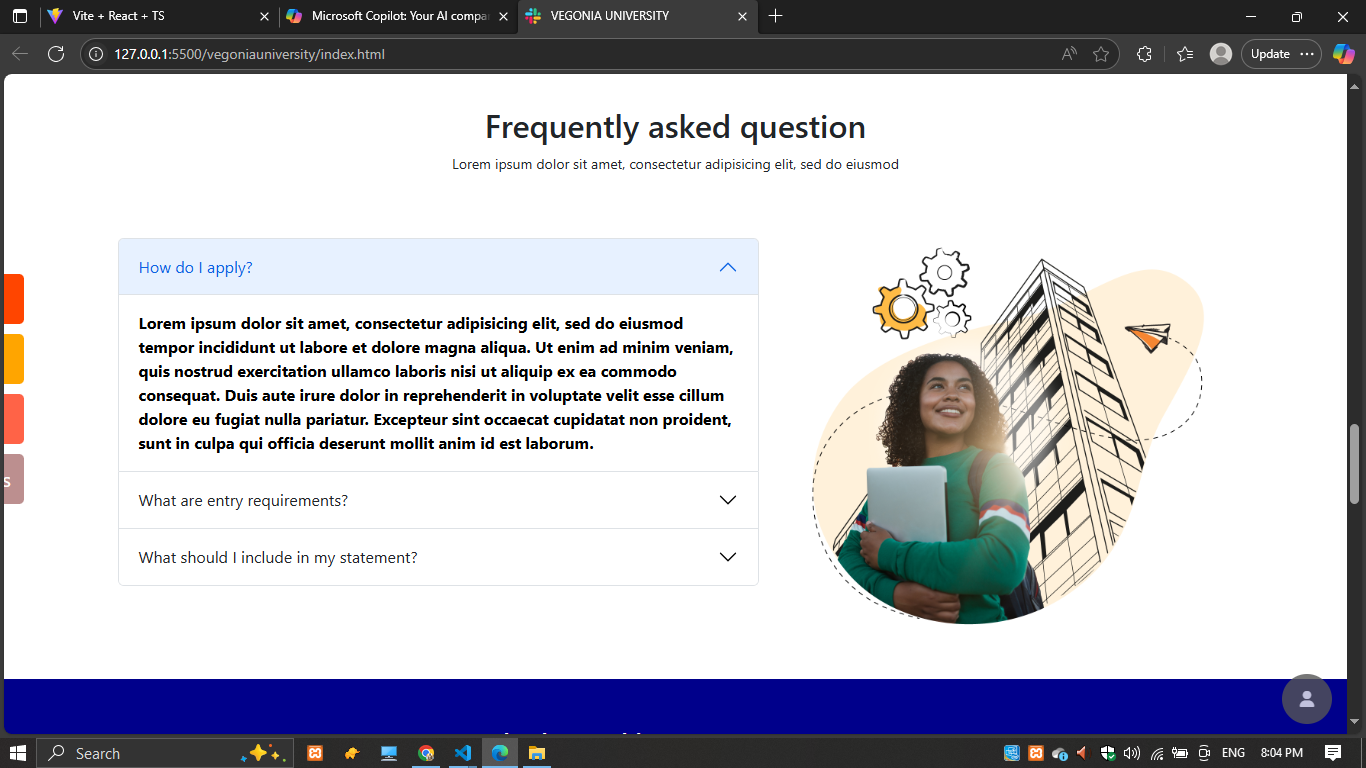 Vite + React + TS
Microsoft Copilot: Your AI compa
VEGONIA UNIVERSITY
127.0.0.1:5500/vegoniauniversity/index.html
Update
Frequently asked question
Lorem ipsum dolor sit amet, consectetur adipisicing elit, sed do eiusmod
How do I apply?
Lorem ipsum dolor sit amet, consectetur adipisicing elit, sed do eiusmod
tempor incididunt ut labore et dolore magna aliqua. Ut enim ad minim veniam,
quis nostrud exercitation ullamco laboris nisi ut aliquip ex ea commodo
consequat. Duis aute irure dolor in reprehenderit in voluptate velit esse cillum
dolore eu fugiat nulla pariatur. Excepteur sint occaecat cupidatat non proident,
sunt in culpa qui officia deserunt mollit anim id est laborum.
s
What are entry requirements?
What should I include in my statement?
Search
ENG
8:04 PM